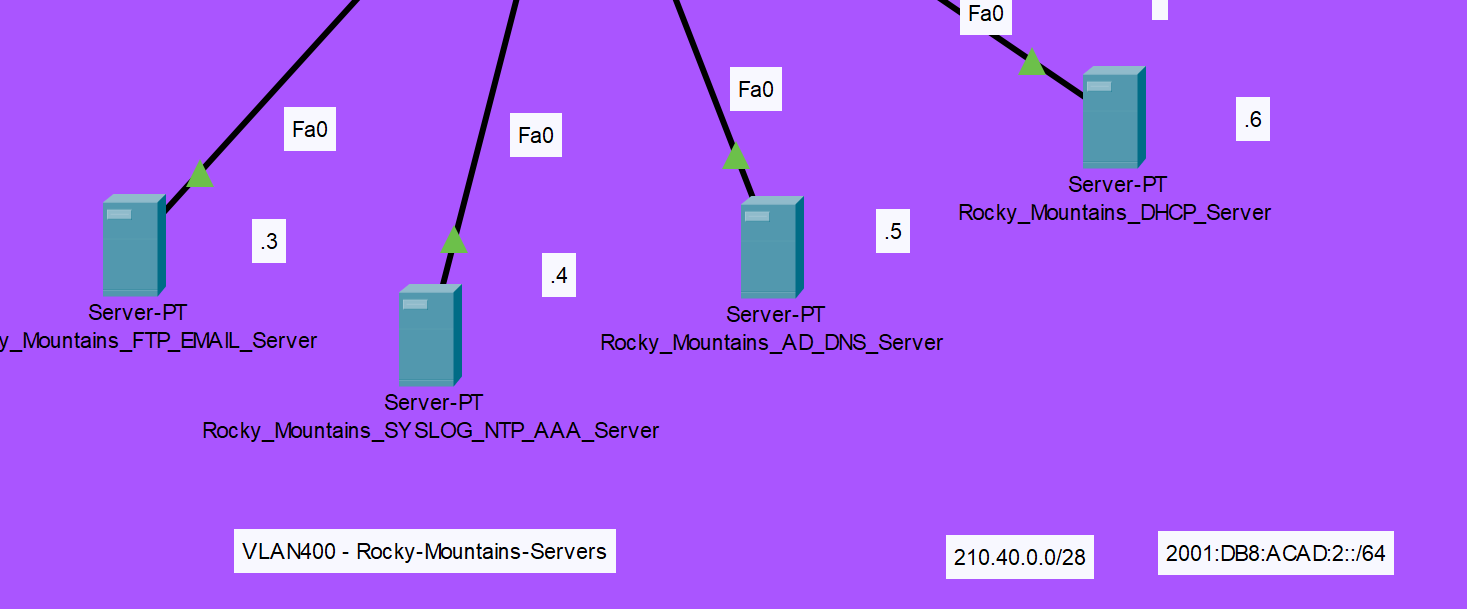 Fa0
Fa0
Fa0
Fa0
.6
Server-PT
Rocky_Mountains_DHCP_Server
.3
.5
.4
Server-PT
y_Mountains_FTP_EMAIL_Server
Server-PT
Rocky_Mountains_AD_DNS_Server
Server-PT
Rocky_Mountains_SYSLOG_NTP_AAA_Server
VLAN400 - Rocky-Mountains-Servers
210.40.0.0/28
2001:DB8:ACAD:2::/64